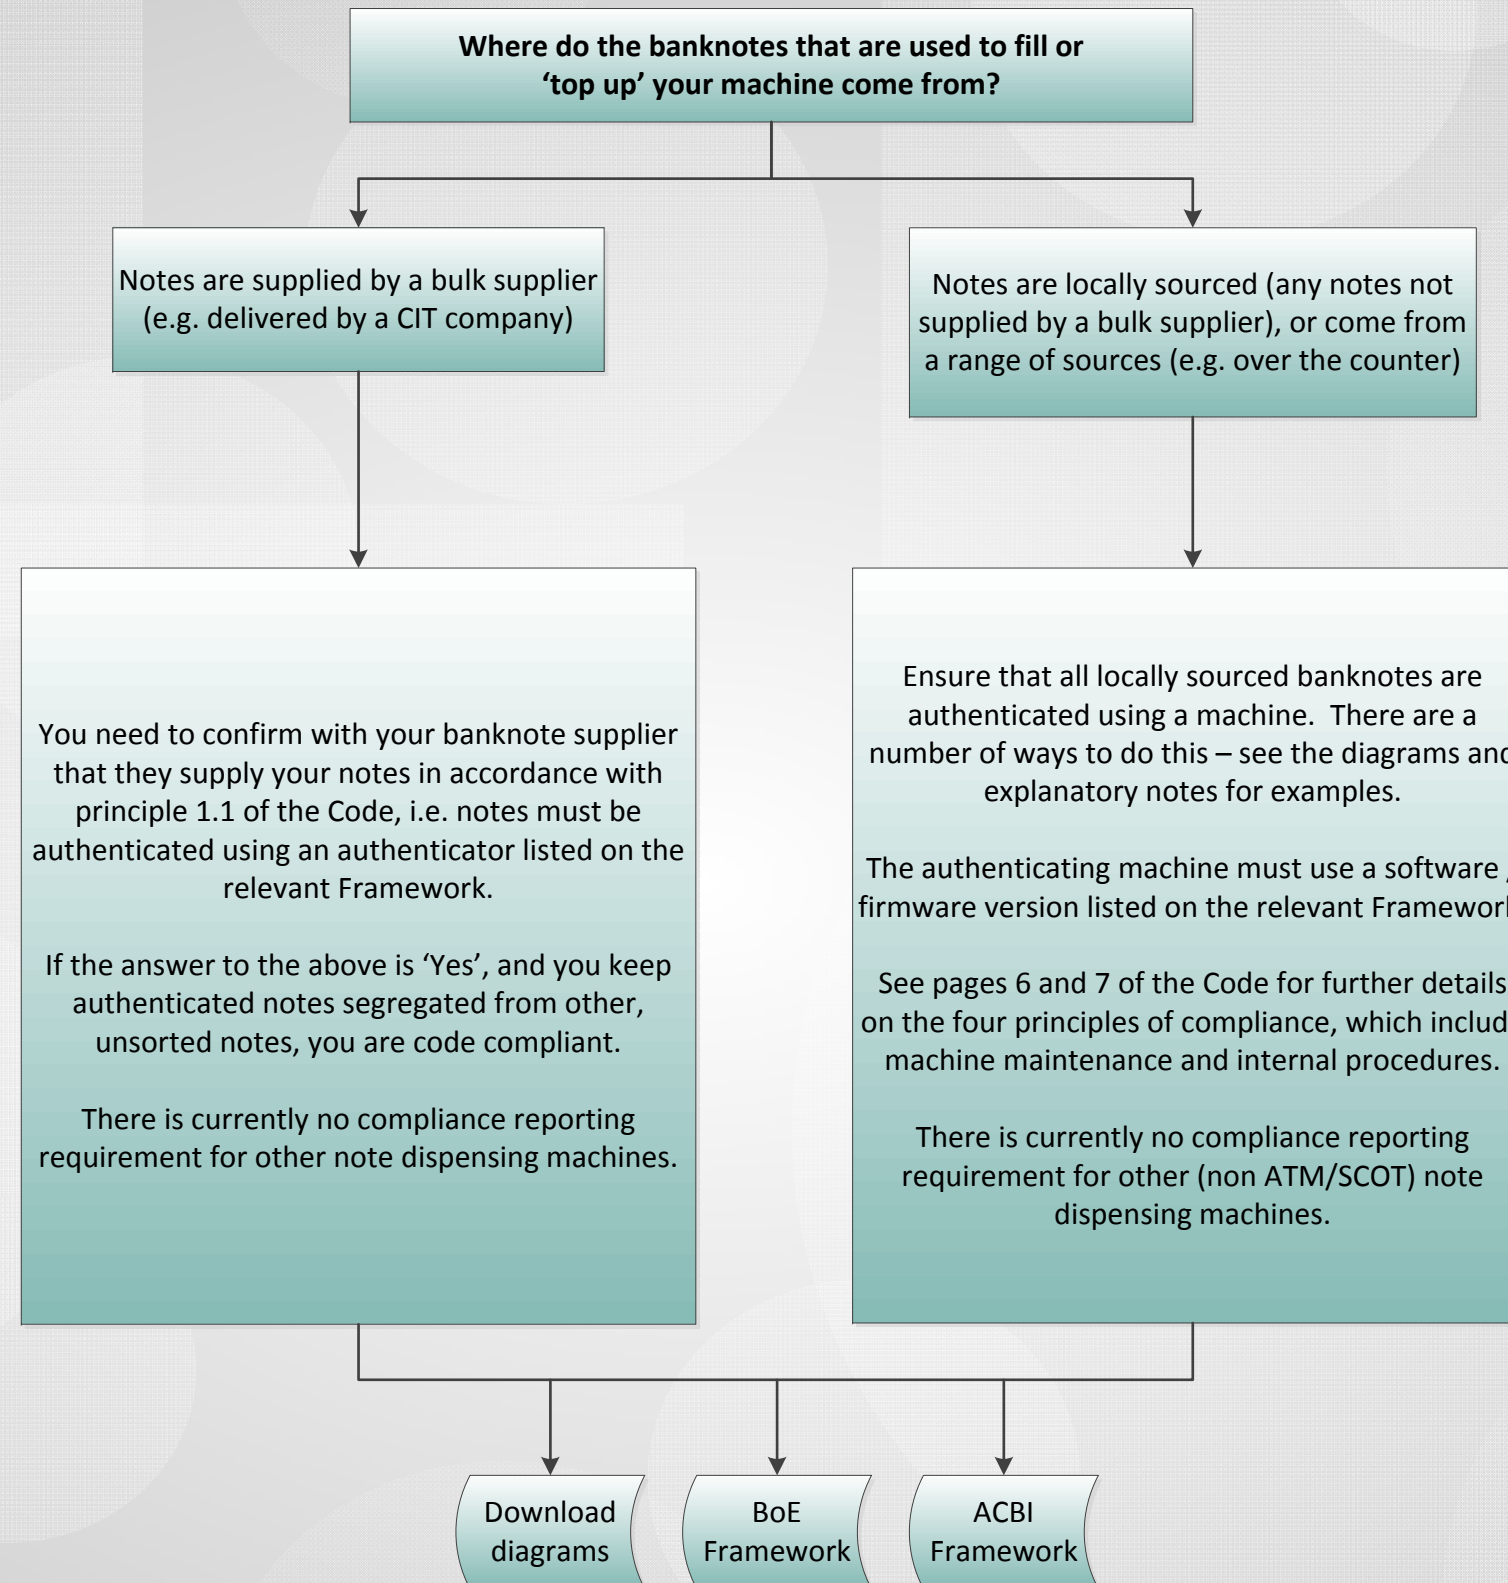 Where do the banknotes that are used to fill or
‘top up’ your machine come from?
Notes are supplied by a bulk supplier
(e.g. delivered by a CIT company)
Notes are locally sourced (any notes not
supplied by a bulk supplier), or come from
a range of sources (e.g. over the counter)
You need to confirm with your banknote supplier
that they supply your notes in accordance with
principle 1.1 of the Code, i.e. notes must be
authenticated using an authenticator listed on the
relevant Framework.
If the answer to the above is ‘Yes’, and you keep
authenticated notes segregated from other,
unsorted notes, you are code compliant.
There is currently no compliance reporting
requirement for other note dispensing machines.
Ensure that all locally sourced banknotes are
authenticated using a machine.  There are a
number of ways to do this – see the diagrams and
explanatory notes for examples.
The authenticating machine must use a software /
firmware version listed on the relevant Framework
See pages 6 and 7 of the Code for further details
on the four principles of compliance, which includ
machine maintenance and internal procedures.
There is currently no compliance reporting
requirement for other (non ATM/SCOT) note
dispensing machines.
Download
diagrams
BoE
Framework
ACBI
Framework